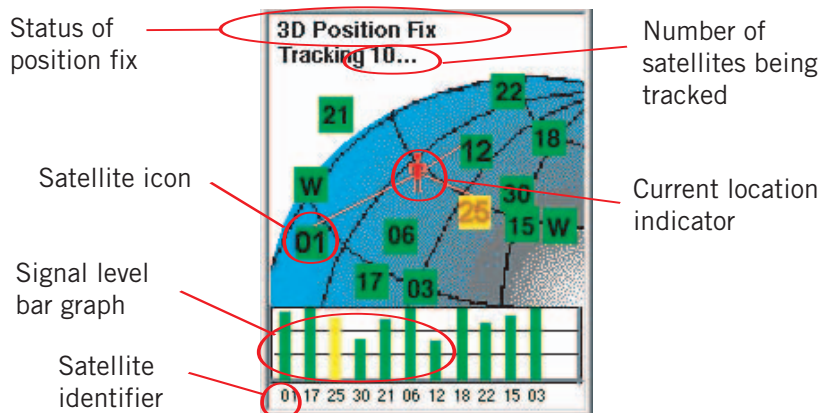 Status of
position fix
3D Position Fix
Tracking 10...
Number of
satellites being
tracked
22
21
18
12
Satellite icon
W
30
25
Current location
indicator
01
06
15
W
17
03
Signal level
bar graph
Satellite
identifier
01 17 25 30 21 06 12 18 22 15 03